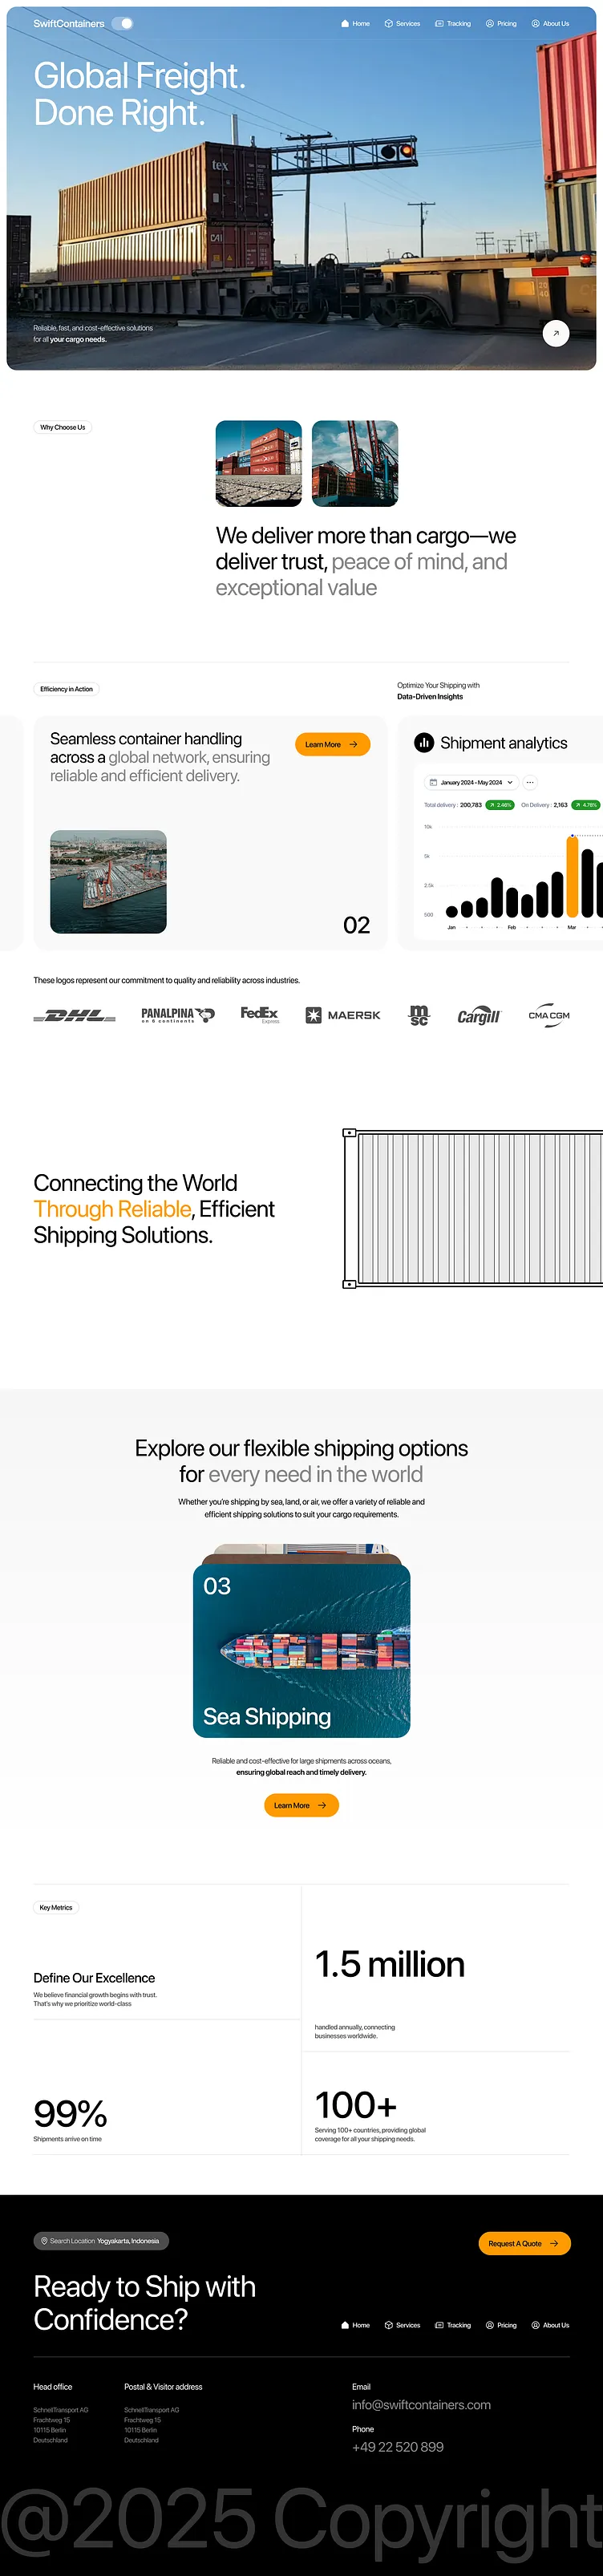 SwiftContainers
Home
Services
Tracking
Pricing
About Us
Global Freight.
Done Right.
tex
CAI
20
40
Reliable, fast, and cost-effective solutions
for all your cargo needs.
Why Choose Us
We deliver more than cargo—we
deliver trust, peace of mind, and
exceptional value
Efficiency in Action
Optimize Your Shipping with
Data-Driven Insights
Seamless container handling
across a global network, ensuring
reliable and efficient delivery.
Learn More
02
Shipment analytics
January 2024 - May 2024
Total delivery : 200,783 2.46% On Delivery : 2,163 4.78%
10k
5k
2.5k
500
Jan
Feb
Mar
These logos represent our commitment to quality and reliability across industries.
DHL
PANALPINA
on 6 continents
FedEx
Express
MAERSK
msc
Cargill
CMA CGM
Connecting the World
Through Reliable, Efficient
Shipping Solutions.
Explore our flexible shipping options
for every need in the world
Whether you're shipping by sea, land, or air, we offer a variety of reliable and
efficient shipping solutions to suit your cargo requirements.
03
Sea Shipping
Reliable and cost-effective for large shipments across oceans,
ensuring global reach and timely delivery.
Learn More
Key Metrics
Define Our Excellence
We believe financial growth begins with trust.
That's why we prioritize world-class
1.5 million
handled annually, connecting
businesses worldwide.
99%
Shipments arrive on time
100+
Serving 100+ countries, providing global
coverage for all your shipping needs.
Search Location Yogyakarta, Indonesia
Request A Quote
Ready to Ship with
Confidence?
Home
Services
Tracking
Pricing
About Us
Head office
SchnellTransport AG
Frachtweg 15
10115 Berlin
Deutschland
Postal & Visitor address
SchnellTransport AG
Frachtweg 15
10115 Berlin
Deutschland
Email
info@swiftcontainers.com
Phone
+49 22 520 899
@2025 Copyright